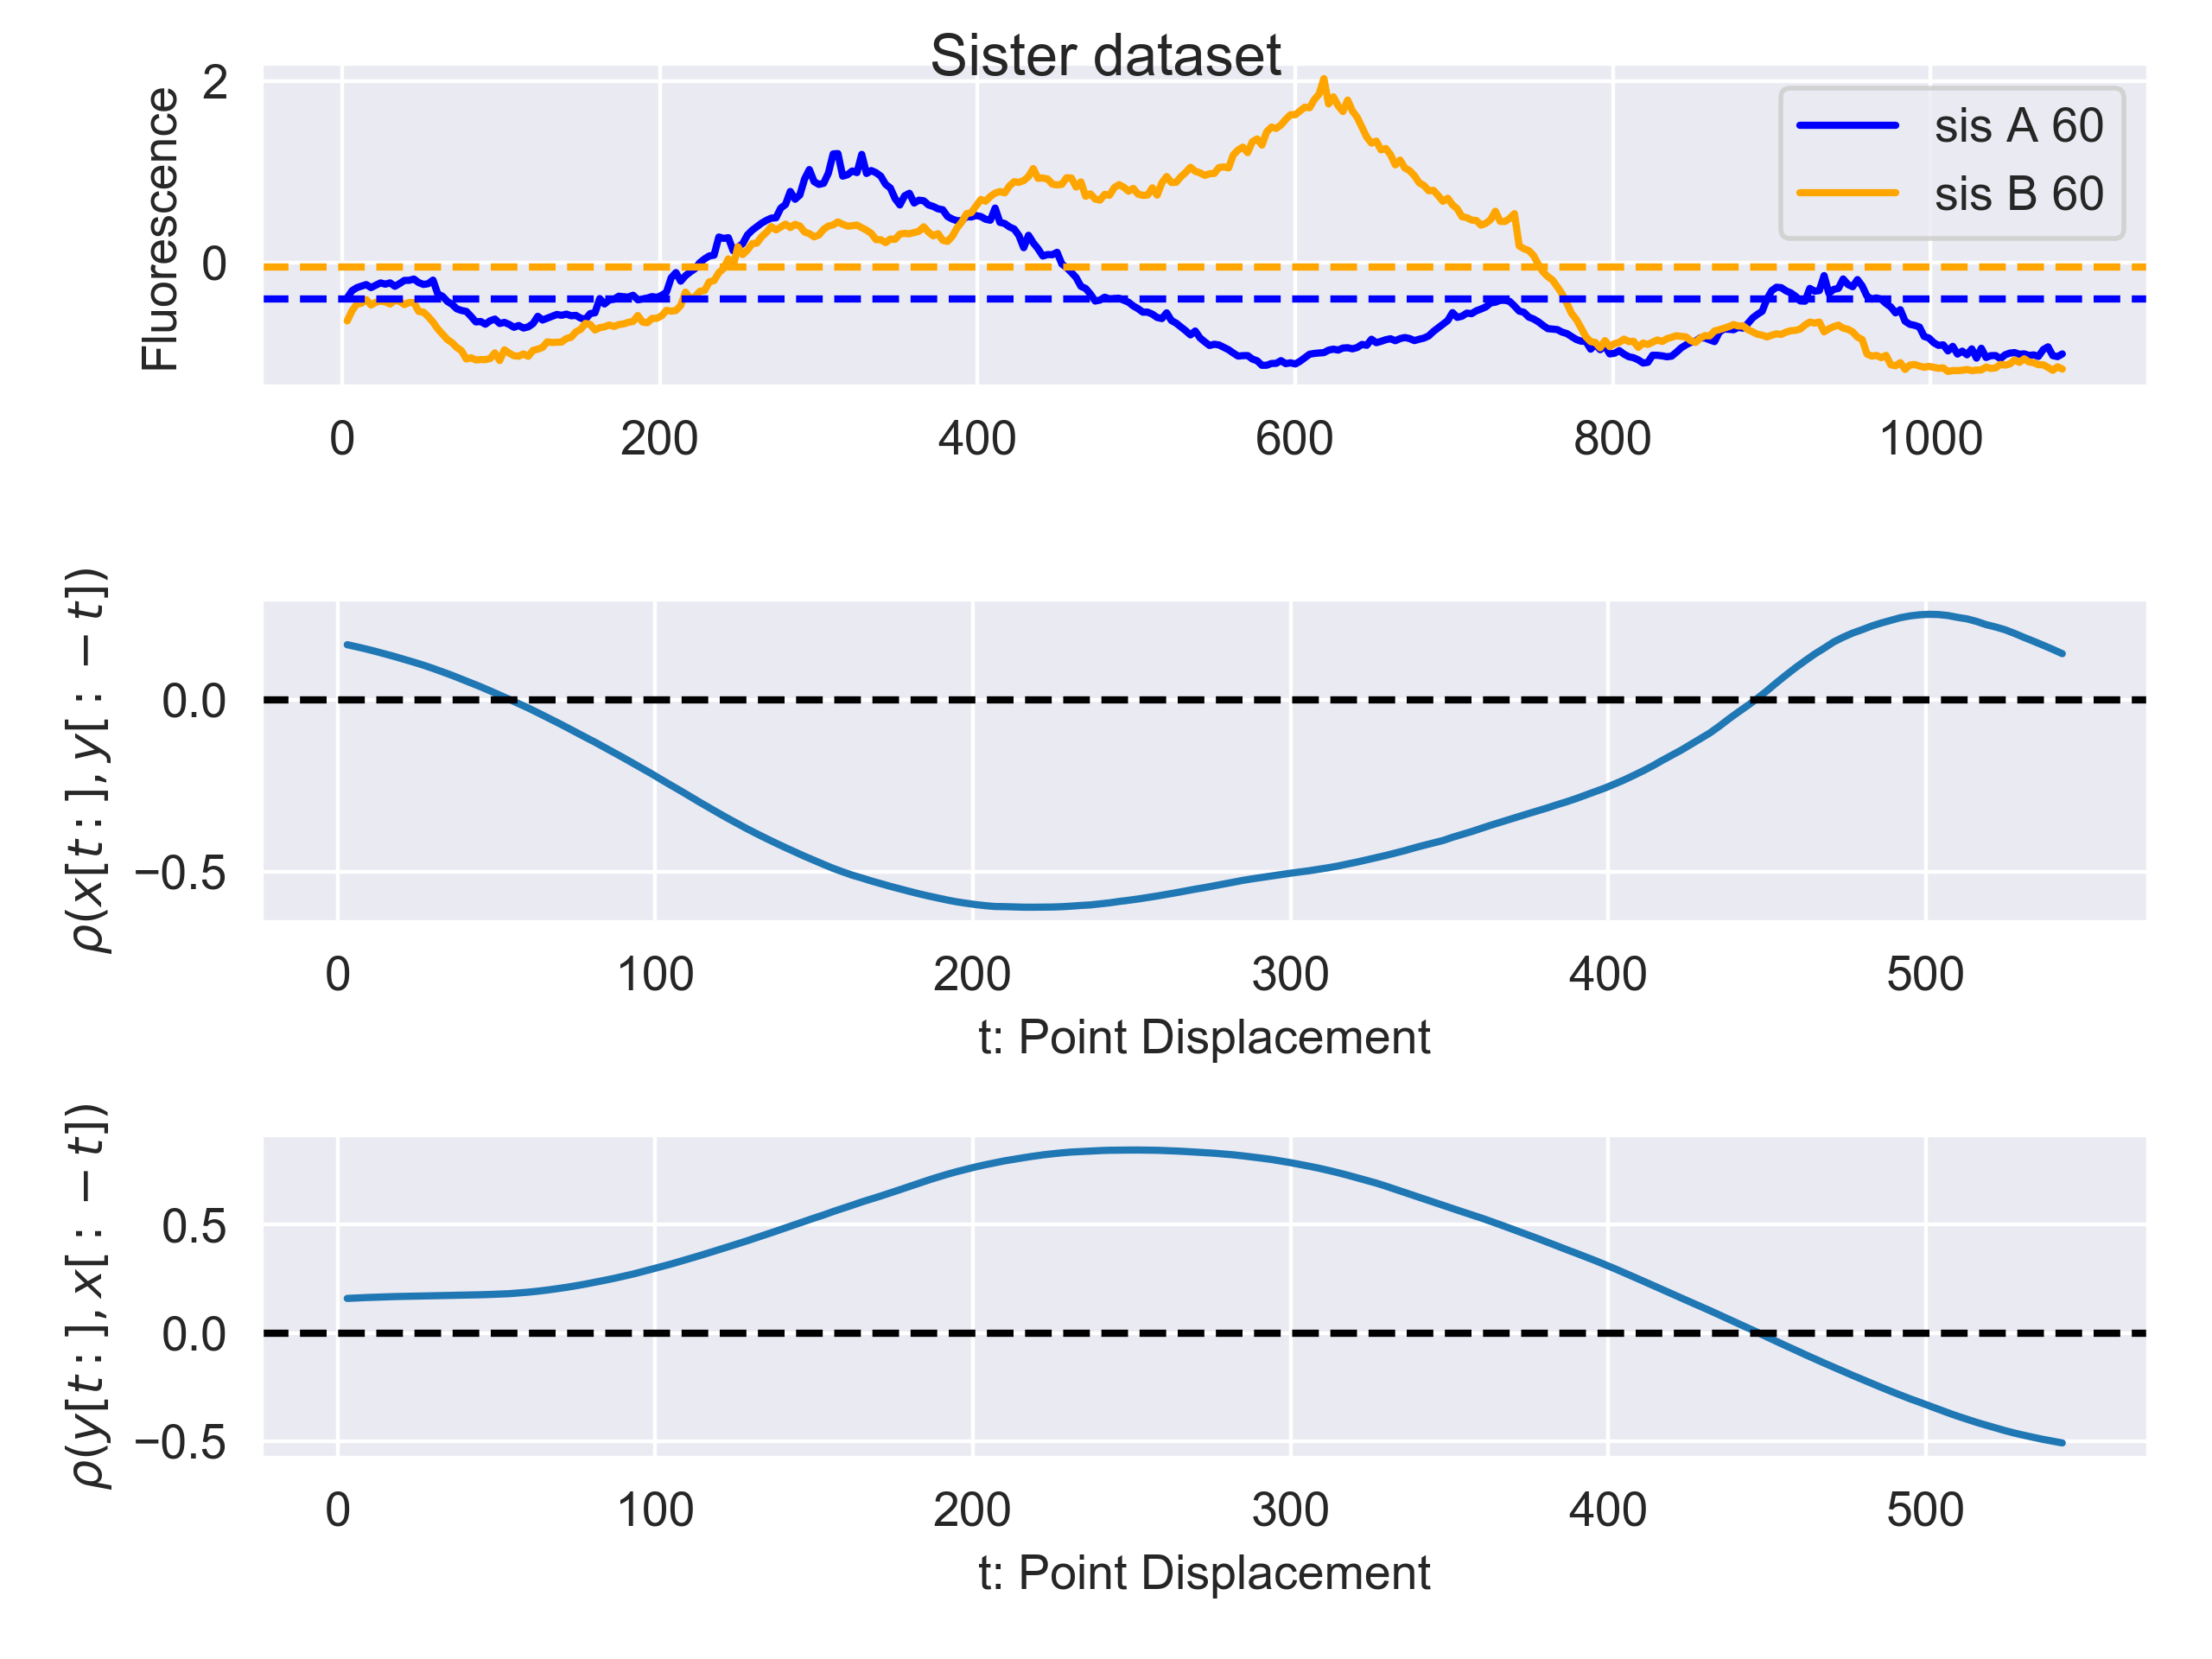 Sister dataset
Fluorescence
2
0
sis A 60
sis B 60
0 200 400 600 800 1000
ρ(x[t:], y[: −t])
0.0
−0.5
0 100 200 300 400 500
t: Point Displacement
ρ(y[t:], x[: −t])
0.5
0.0
−0.5
0 100 200 300 400 500
t: Point Displacement